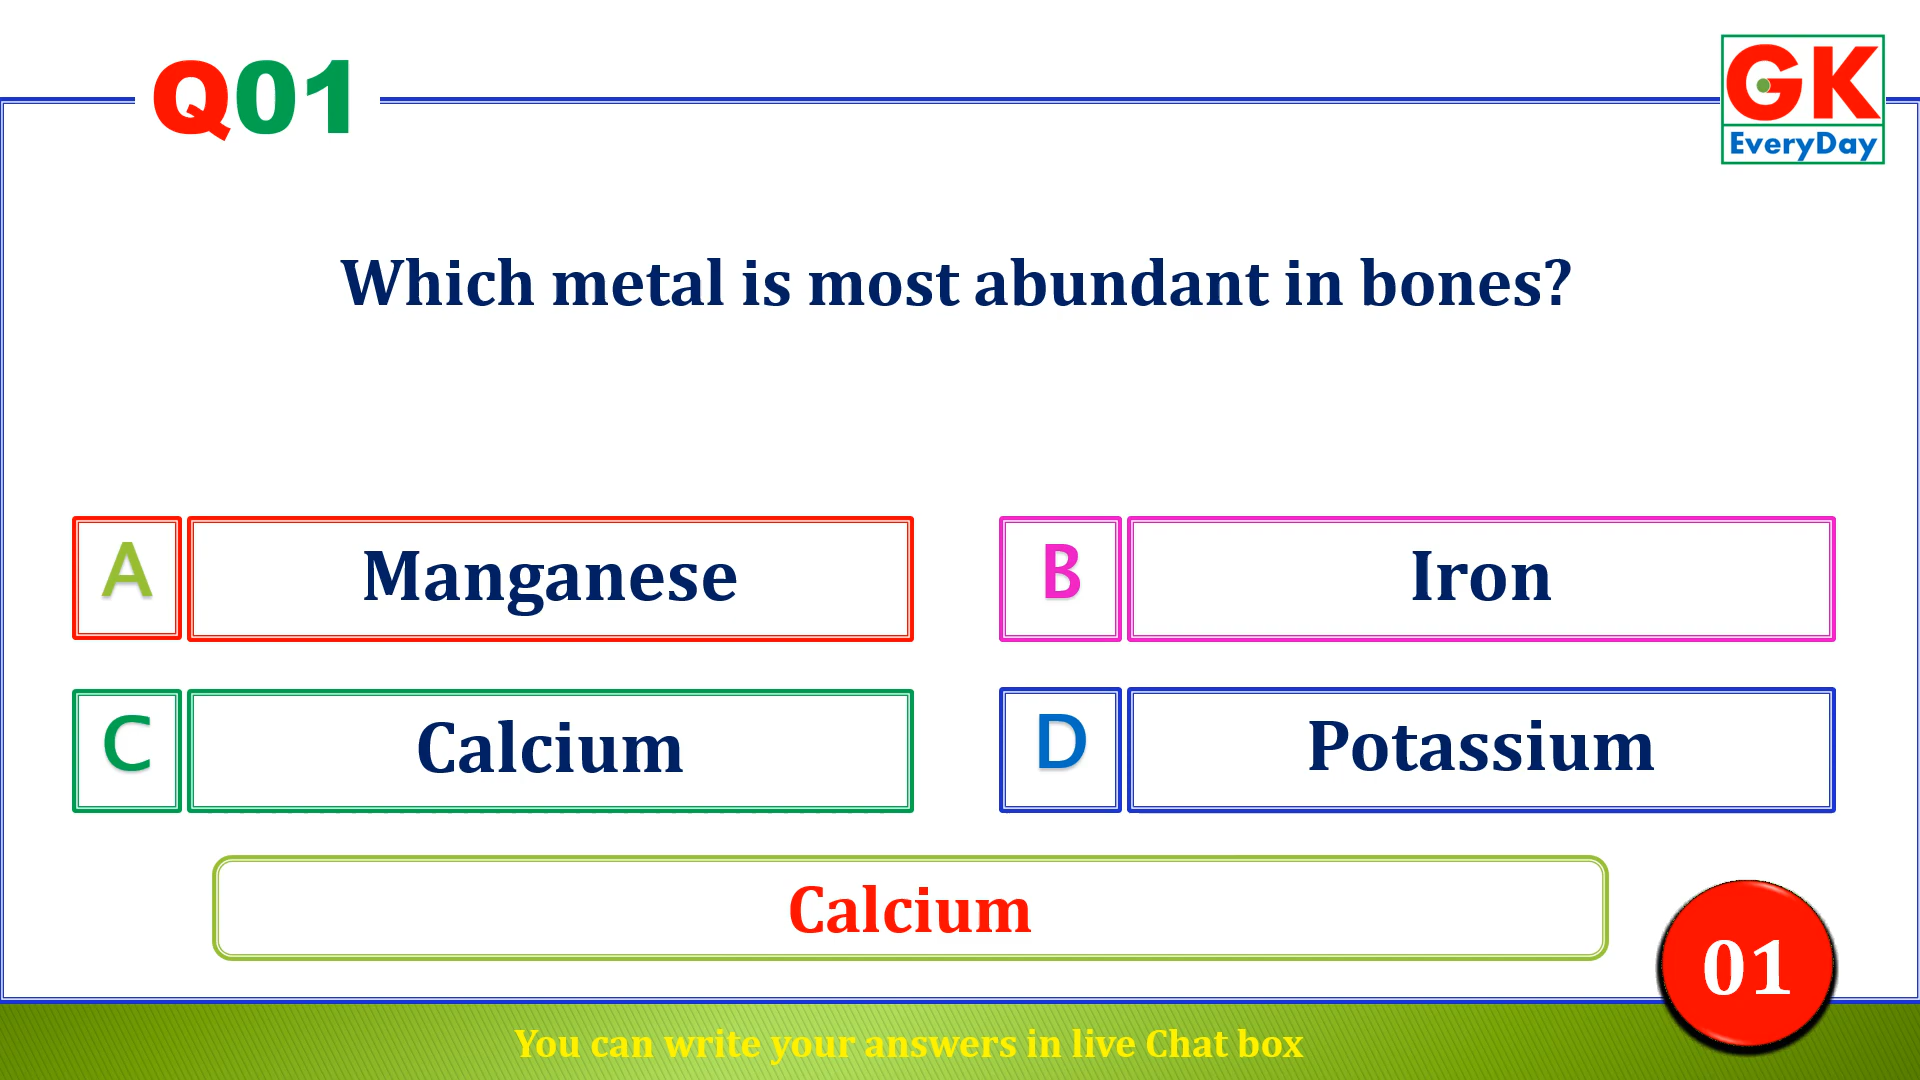 Q01
GK
EveryDay
Which metal is most abundant in bones?
A Manganese
B Iron
C Calcium
D Potassium
Calcium
01
You can write your answers in live Chat box